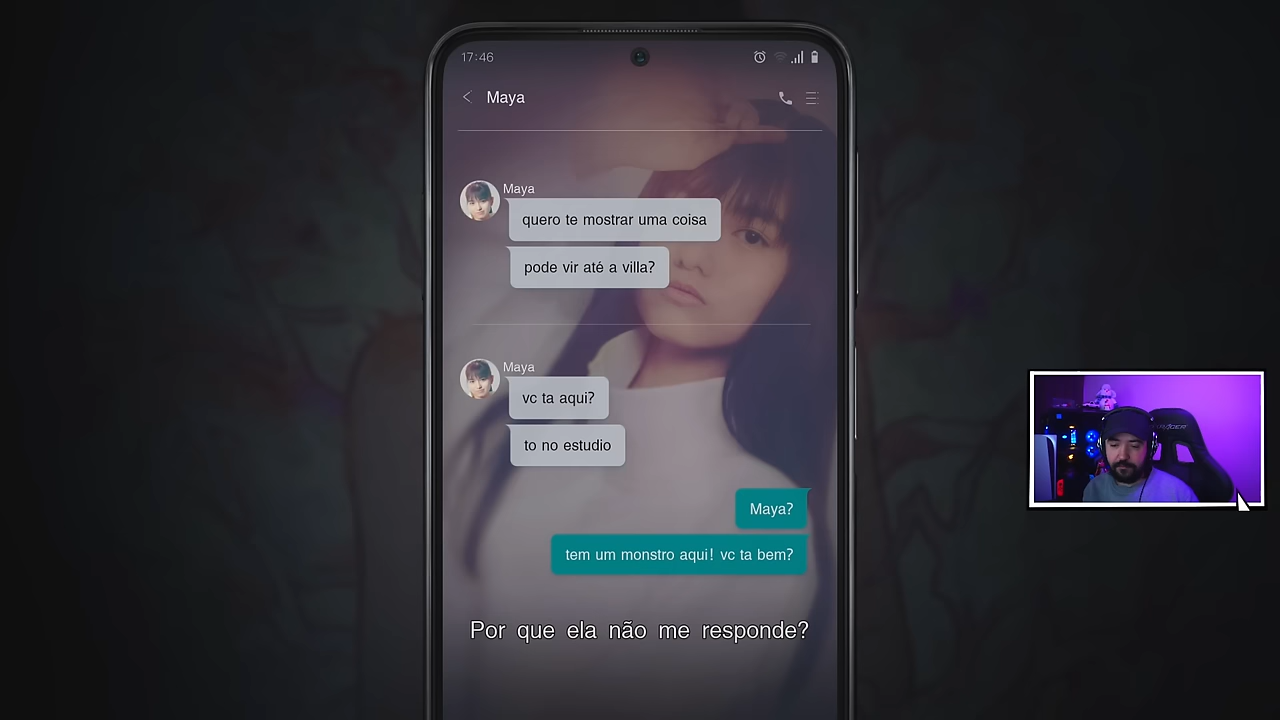 17:46
Maya
Maya
quero te mostrar uma coisa
pode vir até a villa?
Maya
vc ta aqui?
to no estudio
Maya?
tem um monstro aqui! vc ta bem?
Por que ela não me responde?